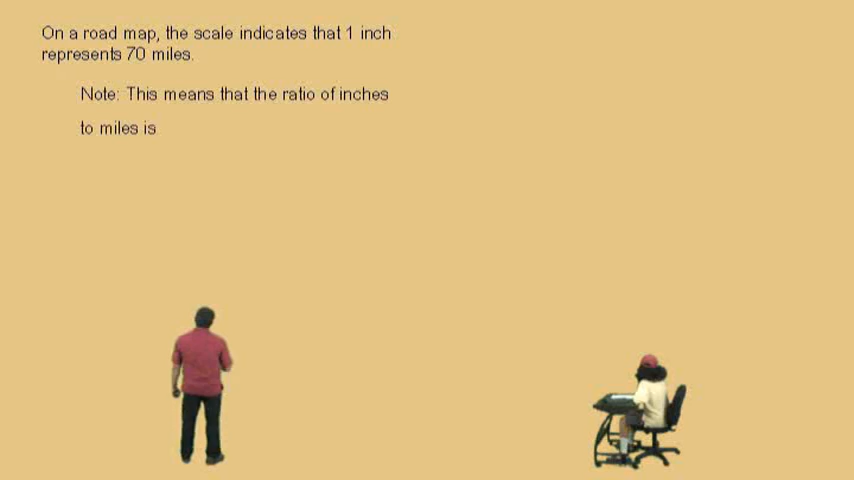 On a road map, the scale indicates that 1 inch
represents 70 miles.
Note: This means that the ratio of inches
to miles is